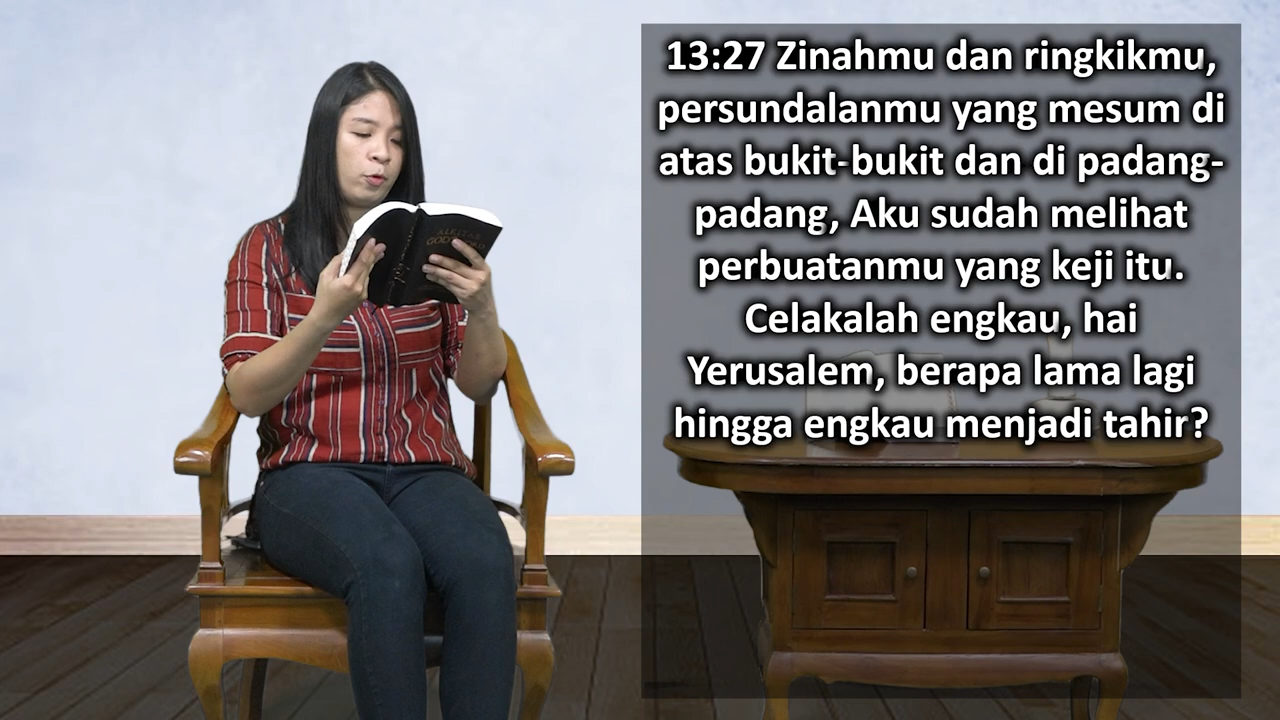 13:27 Zinahmu dan ringkikmu,
persundalanmu yang mesum di
atas bukit-bukit dan di padang-
padang, Aku sudah melihat
perbuatanmu yang keji itu.
Celakalah engkau, hai
Yerusalem, berapa lama lagi
hingga engkau menjadi tahir?